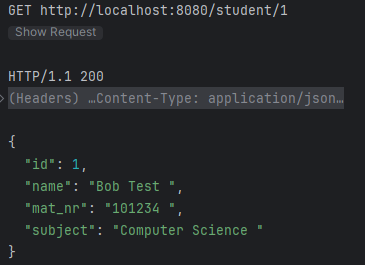 GET http://localhost:8080/student/1
Show Request
HTTP/1.1 200
(Headers) …Content-Type: application/json…
{
"id": 1,
"name": "Bob Test ",
"mat_nr": "101234 ",
"subject": "Computer Science "
}